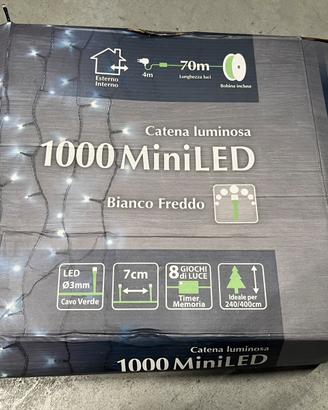 Esterno
Interno
4m
70m
Lunghezza luci
Bobina inclusa
Catena luminosa
1000 MiniLED
Bianco Freddo
LED
Ø3mm
Cavo Verde
7cm
8 GIOCHI
di LUCE
Timer
Memoria
Ideale per
240/400cm
Catena luminosa
1000 MiniLED